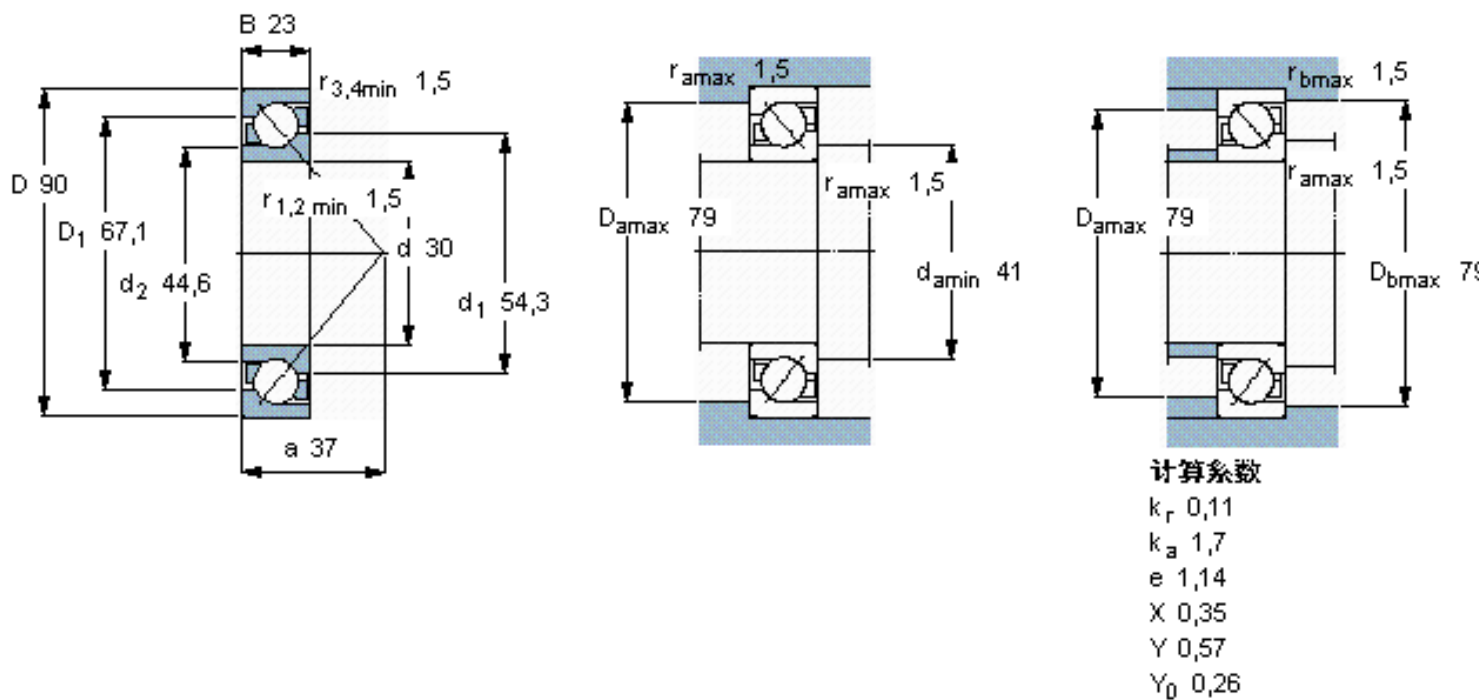 B 23
r3,4min 1,5
D 90
D1 67,1
d2 44,6
r1,2 min 1,5
d 30
d1 54,3
a 37
ramax 1,5
ramax 1,5
Damax 79
damin 41
rbmax 1,5
ramax 1,5
Damax 79
Dbmax 79
计算系数
kr 0,11
ka 1,7
e 1,14
X 0,35
Y 0,57
Y0 0,26